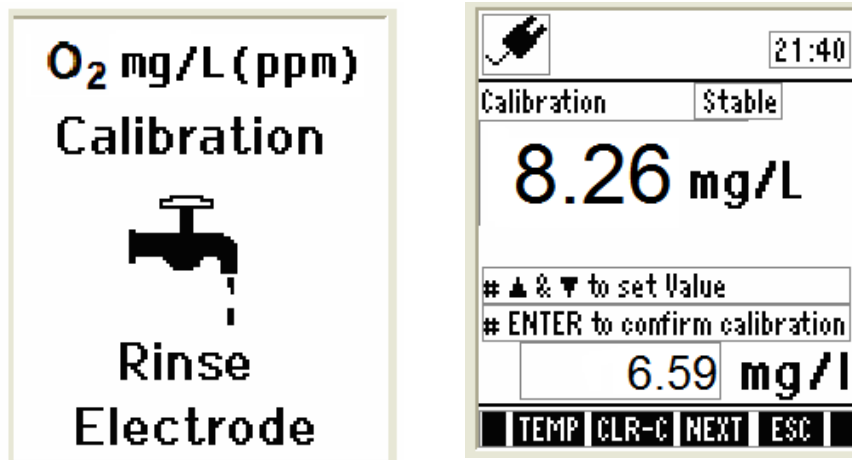 O₂ mg/L(ppm)
Calibration
Rinse
Electrode
21:40
Calibration Stable
8.26 mg/L
# ▲ & ▼ to set Value
# ENTER to confirm calibration
6.59 mg/l
TEMP CLR-C NEXT ESC